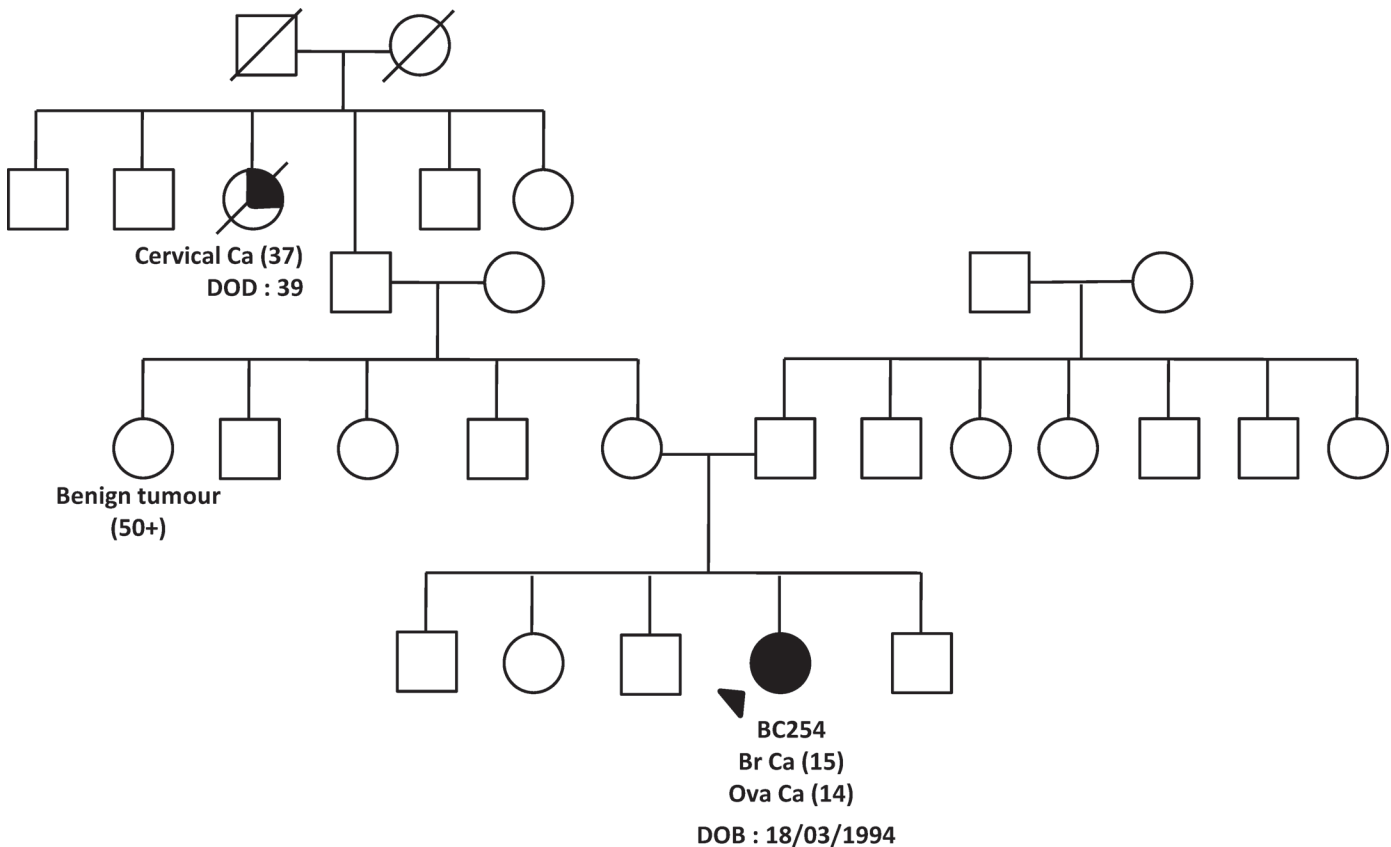 Cervical Ca (37)
DOD : 39
Benign tumour
(50+)
BC254
Br Ca (15)
Ova Ca (14)
DOB : 18/03/1994